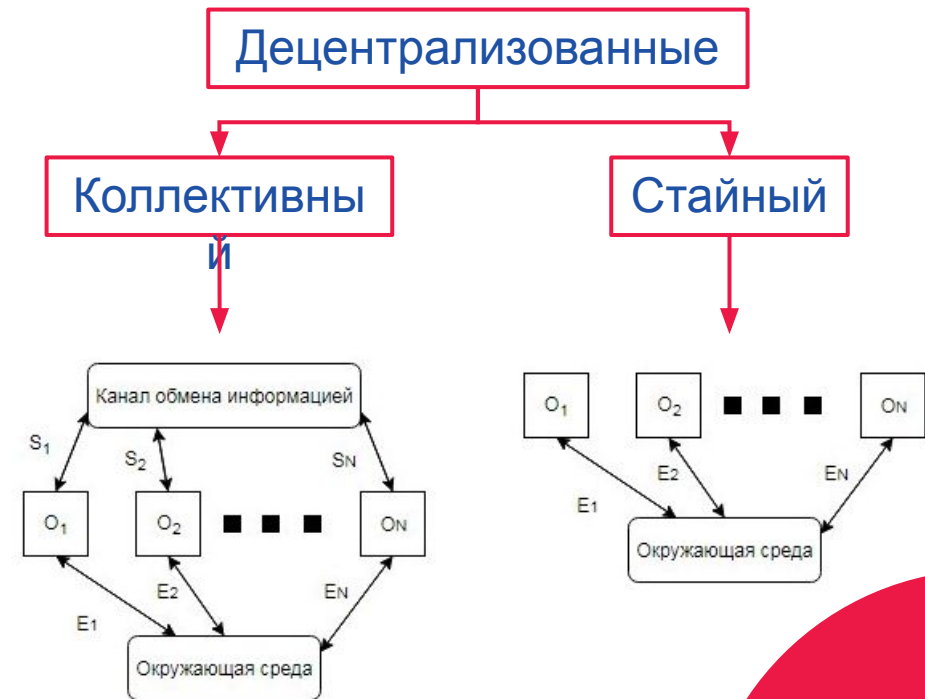 Децентрализованные
Коллективны
й
Стайный
Канал обмена информацией
S1
S2
SN
O1
O2
ON
E1
E2
EN
Окружающая среда
O1
O2
ON
E1
E2
EN
Окружающая среда